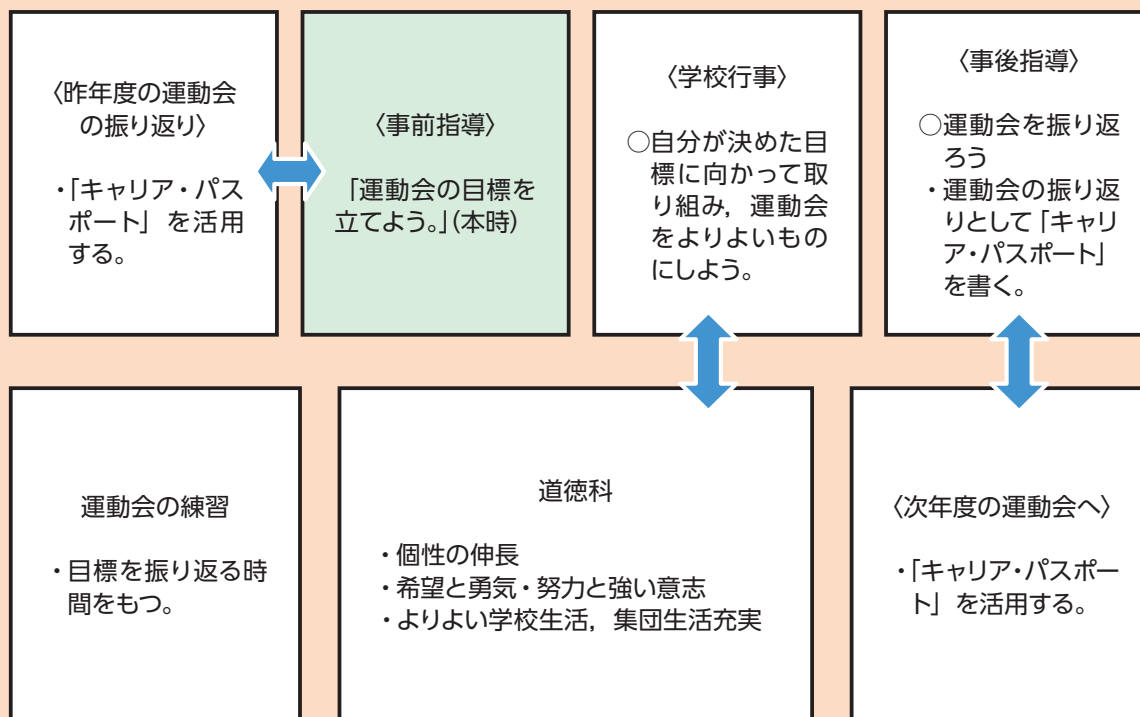 〈昨年度の運動会
の振り返り〉
・「キャリア・パス
ポート」を活用
する。
〈事前指導〉
「運動会の目標を
立てよう。」(本時)
〈学校行事〉
○自分が決めた目
標に向かって取
り組み，運動会
をよりよいもの
にしよう。
〈事後指導〉
○運動会を振り返
ろう
・運動会の振り返
りとして「キャリ
ア・パスポート」
を書く。
運動会の練習
・目標を振り返る時
間をもつ。
道徳科
・個性の伸長
・希望と勇気・努力と強い意志
・よりよい学校生活，集団生活充実
〈次年度の運動会へ〉
・「キャリア・パスポー
ト」を活用する。